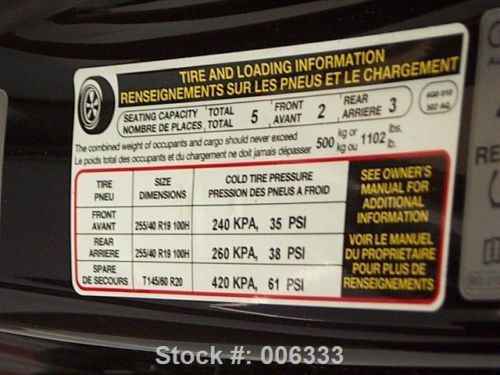 TIRE AND LOADING INFORMATION
RENSEIGNEMENTS SUR LES PNEUS ET LE CHARGEMENT
SEATING CAPACITY TOTAL 5 FRONT 2 REAR 3
NOMBRE DE PLACES TOTAL AVANT ARRIERE
The combined weight of occupants and cargo should never exceed 500 kg or 1102 lbs.
Le poids total des occupants et du chargement ne doit jamais dépasser kg ou lb.
TIRE SIZE COLD TIRE PRESSURE
PNEU DIMENSIONS PRESSION DES PNEUS A FROID
FRONT
AVANT 255/40 R19 100H 240 KPA, 35 PSI
REAR
ARRIERE 255/40 R19 100H 260 KPA, 38 PSI
SPARE
DE SECOURS T145/60 R20 420 KPA, 61 PSI
SEE OWNER'S
MANUAL FOR
ADDITIONAL
INFORMATION
VOIR LE MANUEL
DU PROPRIETAIRE
POUR PLUS DE
RENSEIGNEMENTS
Stock #: 006333